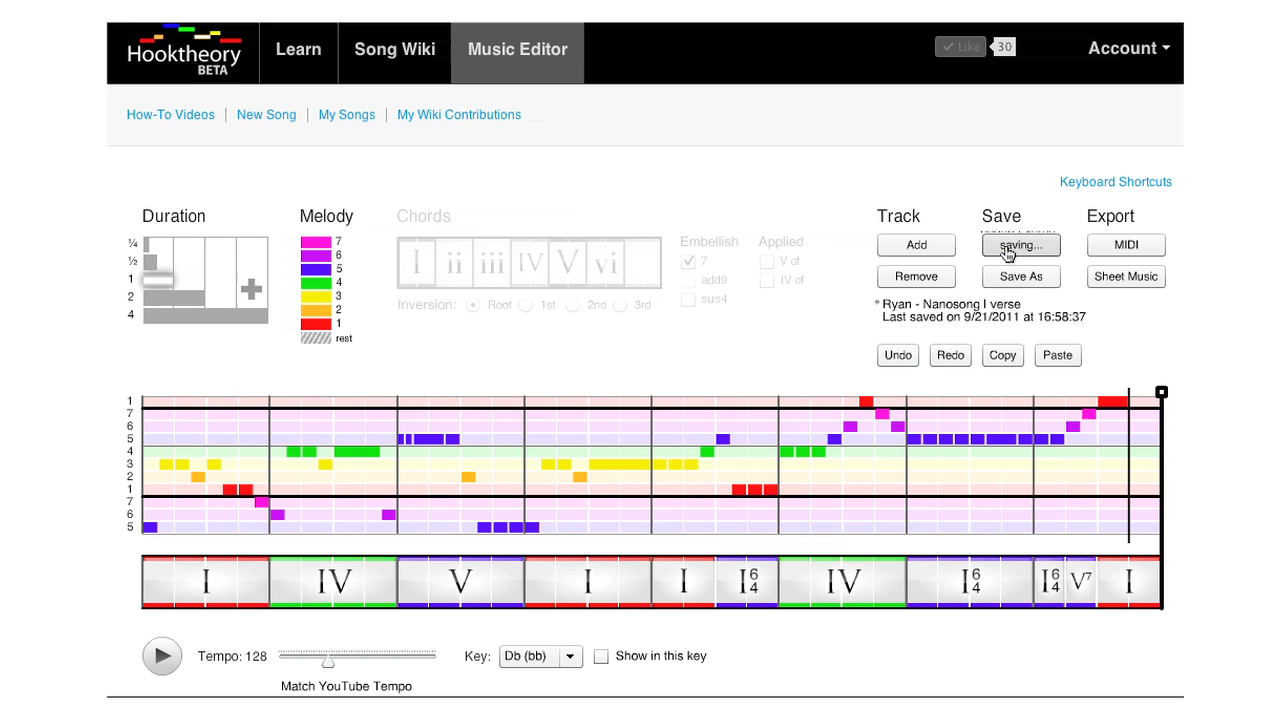 Hooktheory
BETA
Learn
Song Wiki
Music Editor
Like
30
Account
How-To Videos
New Song
My Songs
My Wiki Contributions
Keyboard Shortcuts
Duration
Melody
Chords
Track
Save
Export
¼
½
1
2
4
7
6
5
4
3
2
1
rest
I
ii
iii
IV
V
vi
Inversion:
Root
1st
2nd
3rd
Embellish
7
add9
sus4
Applied
V of
IV of
Add
saving...
MIDI
Remove
Save As
Sheet Music
* Ryan - Nanosong I verse
Last saved on 9/21/2011 at 16:58:37
Undo
Redo
Copy
Paste
1
7
6
5
4
3
2
1
7
6
5
I
IV
V
I
I
I 6 4
IV
I 6 4
I 6 4
V7
I
Tempo: 128
Key:
Db (bb)
Show in this key
Match YouTube Tempo